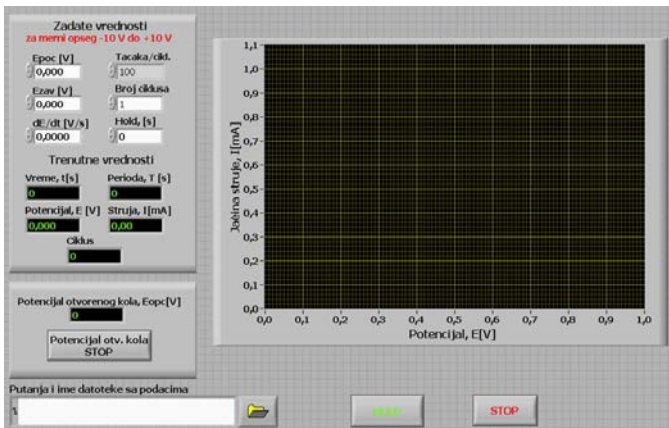 Zadate vrednosti
za merni opseg -10 V do +10 V
Epoc [V]
Tacaka/cikl.
0,000
100
Ezav [V]
Broj ciklusa
0,000
1
dE/dt [V/s]
Hold, [s]
0,0000
0
Trenutne vrednosti
Vreme, t[s]
Perioda, T [s]
0
0
Potencijal, E [V]
Struja, I[mA]
0,000
0,00
Ciklus
0
Potencijal otvorenog kola, Eopc[V]
0
Potencijal otv. kola
STOP
Putanja i ime datoteke sa podacima
Jačina struje, I[mA]
1,1
1,0
0,9
0,8
0,7
0,6
0,5
0,4
0,3
0,2
0,1
0,0
0,0 0,1 0,2 0,3 0,4 0,5 0,6 0,7 0,8 0,9 1,0
Potencijal, E[V]
HOLD
STOP